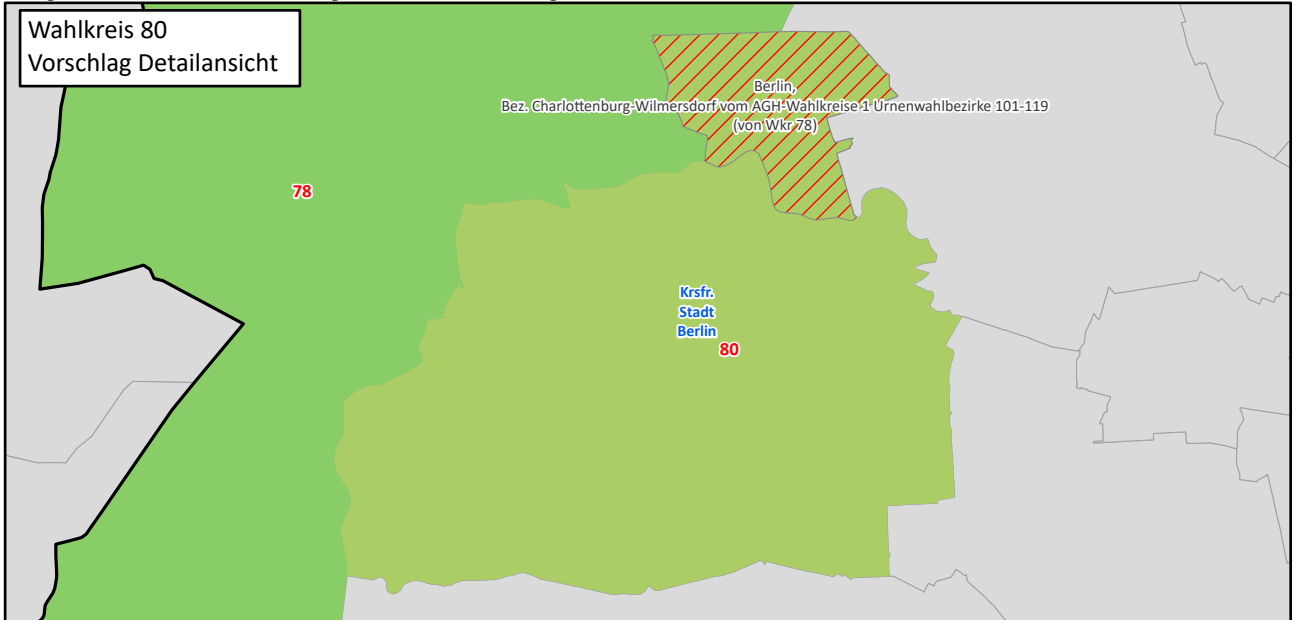 Wahlkreis 80
Vorschlag Detailansicht
Berlin,
Bez. Charlottenburg-Wilmersdorf vom AGH-Wahlkreise 1 Urnenwahlbezirke 101-119
(von Wkr 78)
78
Krsfr.
Stadt
Berlin
80